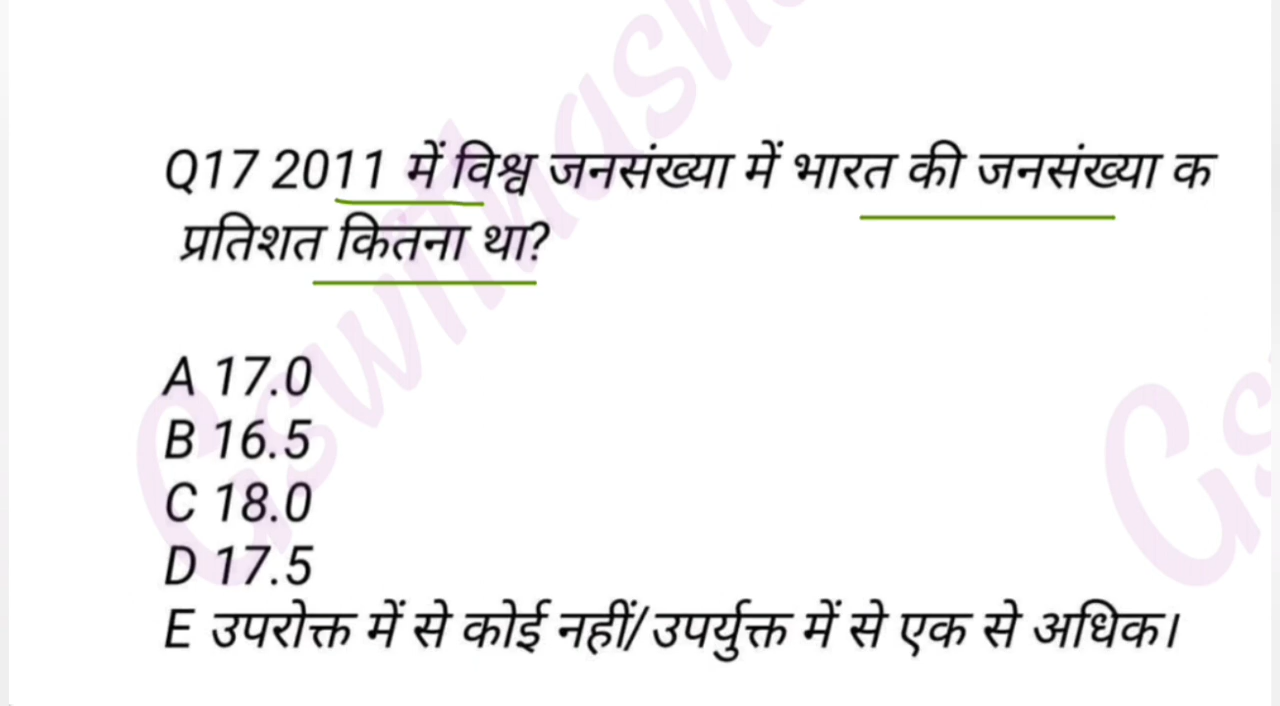 Q17 2011 में विश्व जनसंख्या में भारत की जनसंख्या क
प्रतिशत कितना था?
A 17.0
B 16.5
C 18.0
D 17.5
E उपरोक्त में से कोई नहीं/उपर्युक्त में से एक से अधिक।